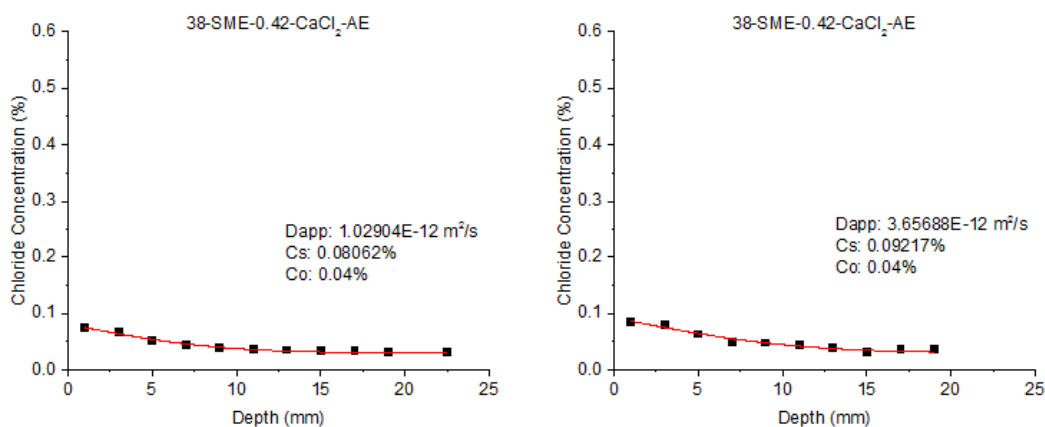 38-SME-0.42-CaCl₂-AE
0.6
0.5
0.4
0.3
0.2
0.1
0.0
Chloride Concentration (%)
Dapp: 1.02904E-12 m²/s
Cs: 0.08062%
Co: 0.04%
0 5 10 15 20 25
Depth (mm)
38-SME-0.42-CaCl₂-AE
0.6
0.5
0.4
0.3
0.2
0.1
0.0
Chloride Concentration (%)
Dapp: 3.65688E-12 m²/s
Cs: 0.09217%
Co: 0.04%
0 5 10 15 20 25
Depth (mm)